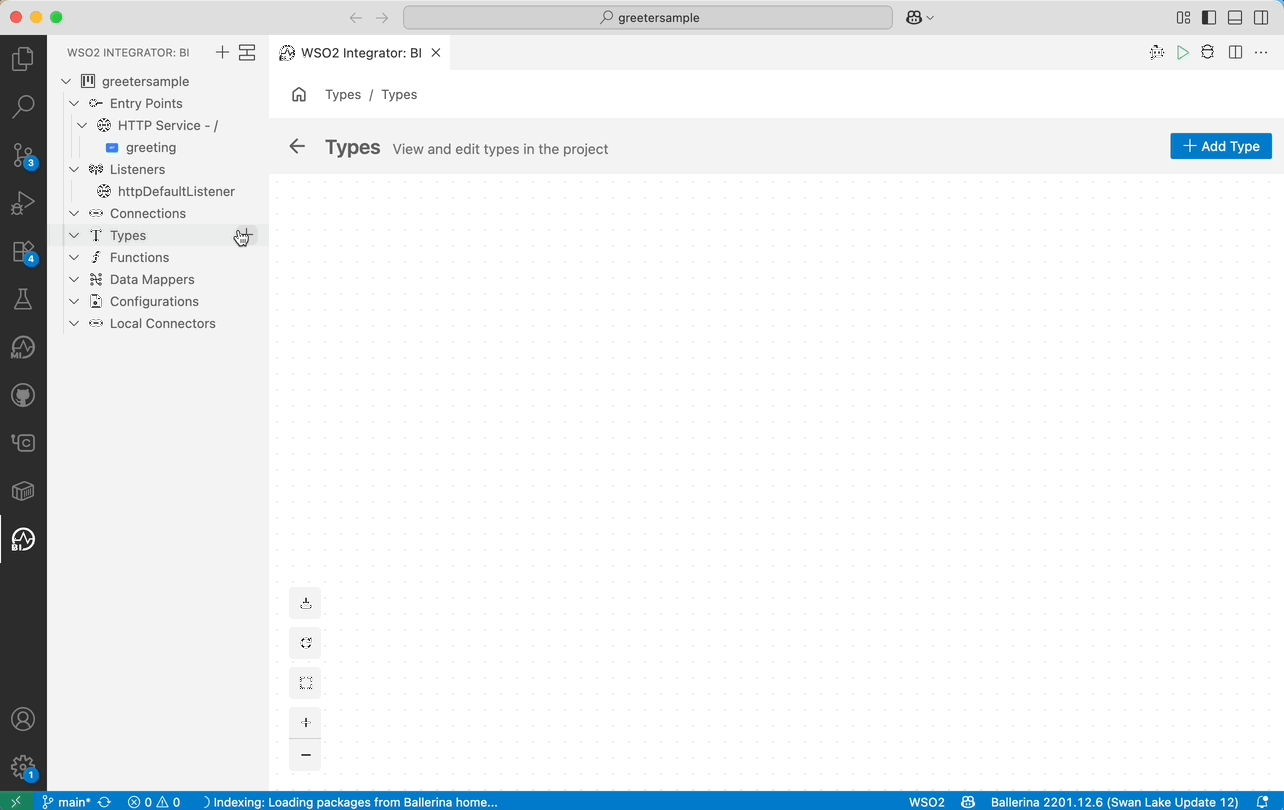 greetersample
WSO2 INTEGRATOR: BI
WSO2 Integrator: BI
greetersample
Entry Points
HTTP Service - /
greeting
Listeners
httpDefaultListener
Connections
Types
Functions
Data Mappers
Configurations
Local Connectors
Types / Types
Types View and edit types in the project
Add Type
3
4
MI
BI
1
main* 0 0 Indexing: Loading packages from Ballerina home...
WSO2 Ballerina 2201.12.6 (Swan Lake Update 12)